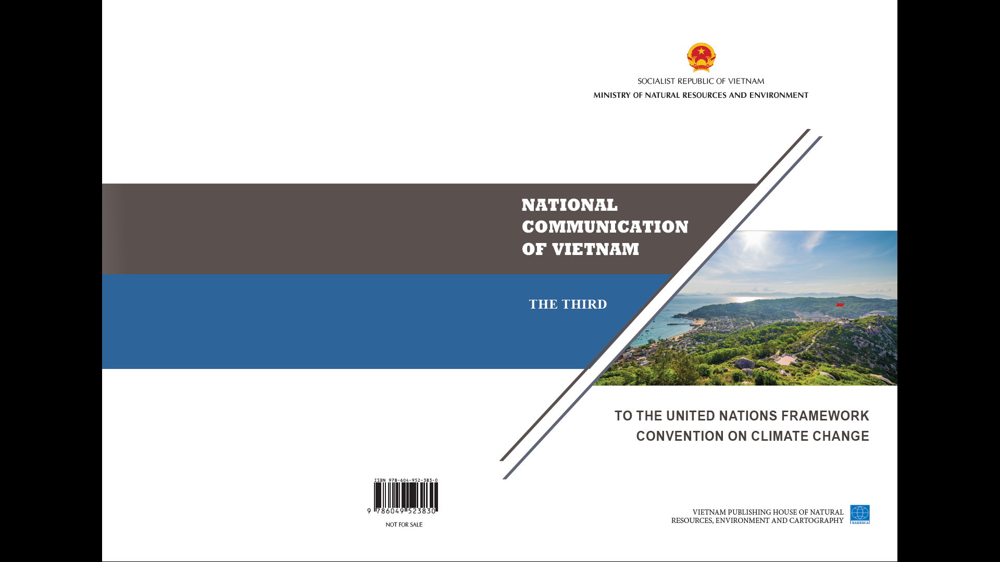 SOCIALIST REPUBLIC OF VIETNAM
MINISTRY OF NATURAL RESOURCES AND ENVIRONMENT
NATIONAL
COMMUNICATION
OF VIETNAM
THE THIRD
TO THE UNITED NATIONS FRAMEWORK
CONVENTION ON CLIMATE CHANGE
ISBN 978-604-952-383-0
9 786049 523830
NOT FOR SALE
VIETNAM PUBLISHING HOUSE OF NATURAL
RESOURCES, ENVIRONMENT AND CARTOGRAPHY
NARENCA